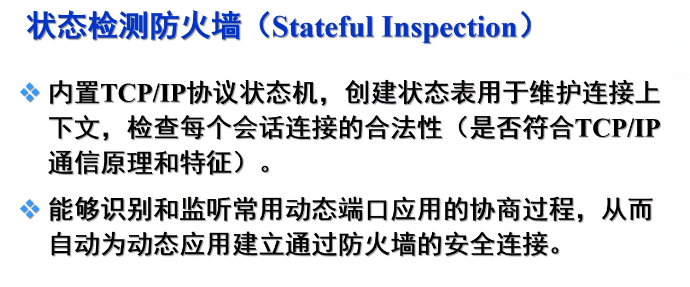 状态检测防火墙（Stateful Inspection）
内置TCP/IP协议状态机，创建状态表用于维护连接上
下文，检查每个会话连接的合法性（是否符合TCP/IP
通信原理和特征）。
能够识别和监听常用动态端口应用的协商过程，从而
自动为动态应用建立通过防火墙的安全连接。